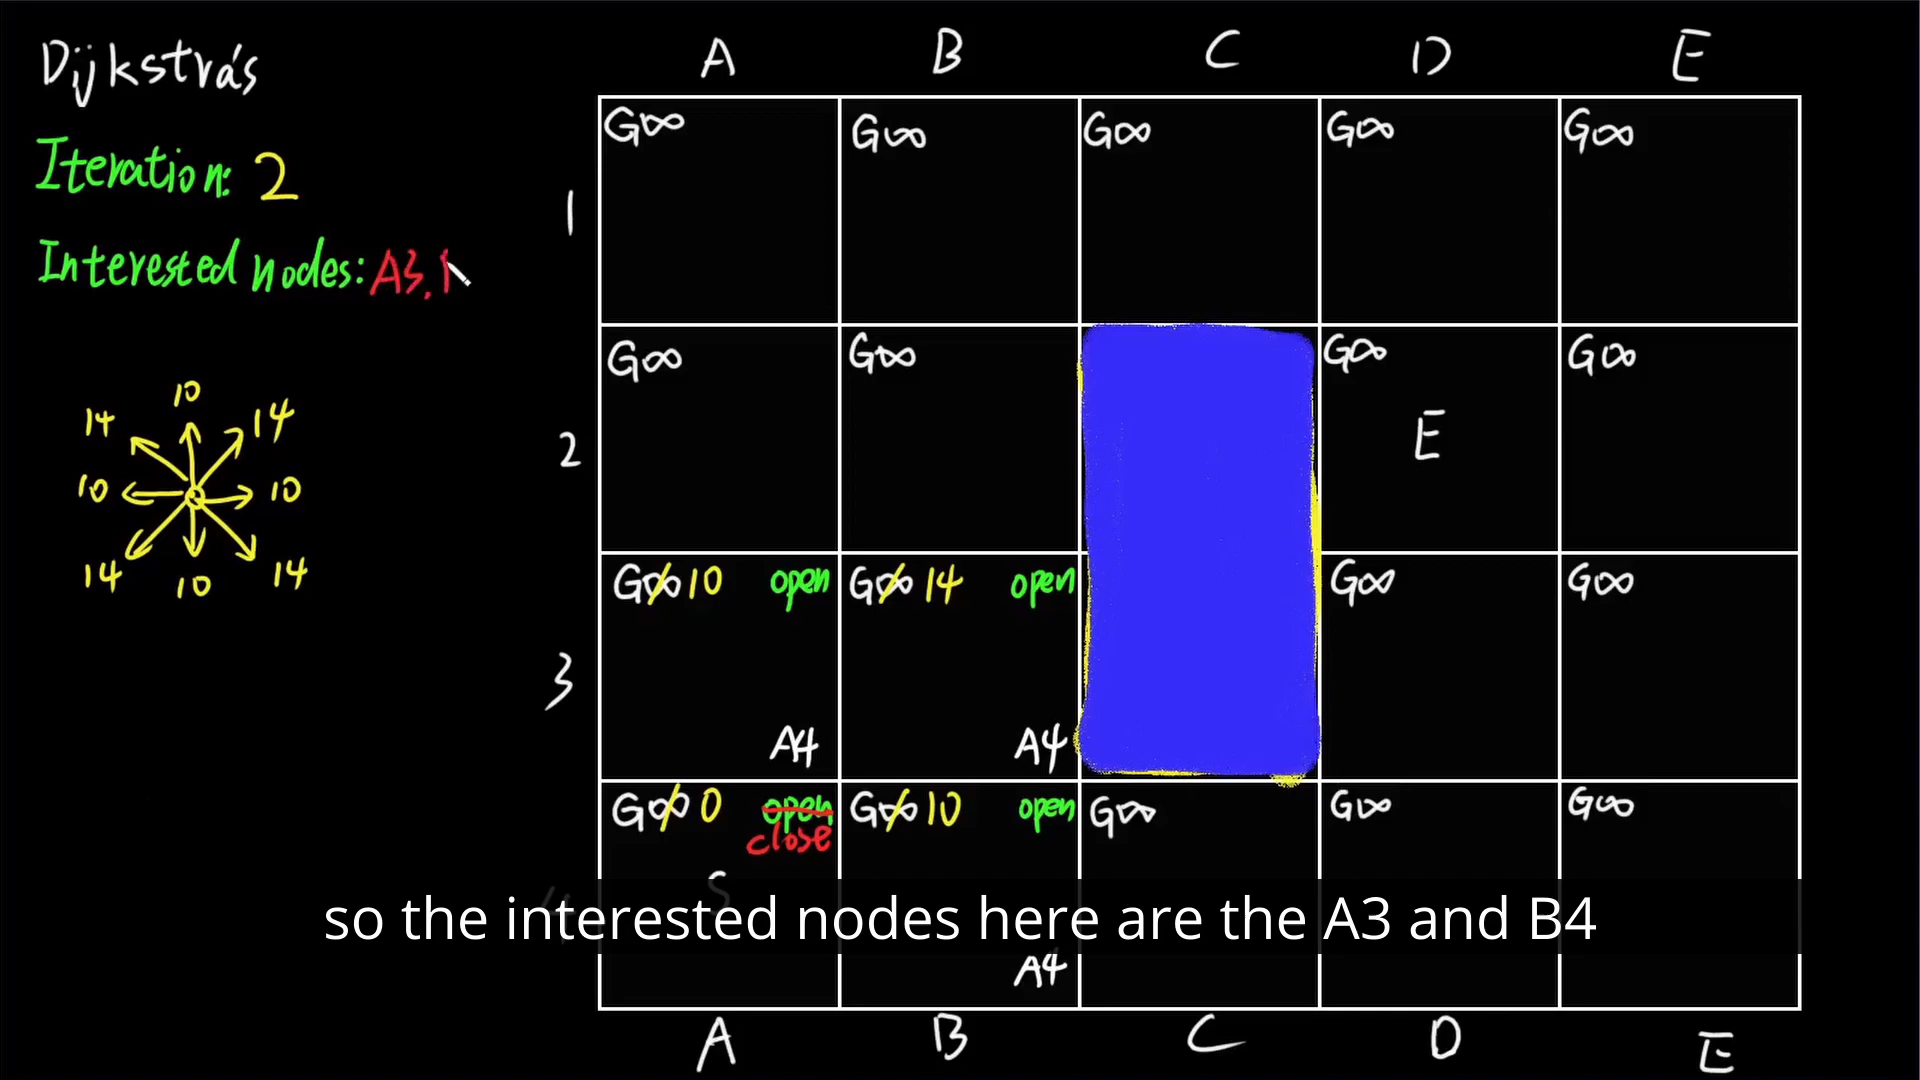 Dijkstra's
Iteration: 2
Interested nodes: A3,
10
14 14
10 10
14 10 14
A B C D E
1 G∞ G∞ G∞ G∞ G∞
2 G∞ G∞ G∞ G∞
E
3 G∞ 10 open G∞ 14 open G∞ G∞
A4 A4
G∞ 0 open G∞ 10 open G∞ G∞ G∞
close
S
so the interested nodes here are the A3 and B4
A4
A B C D E